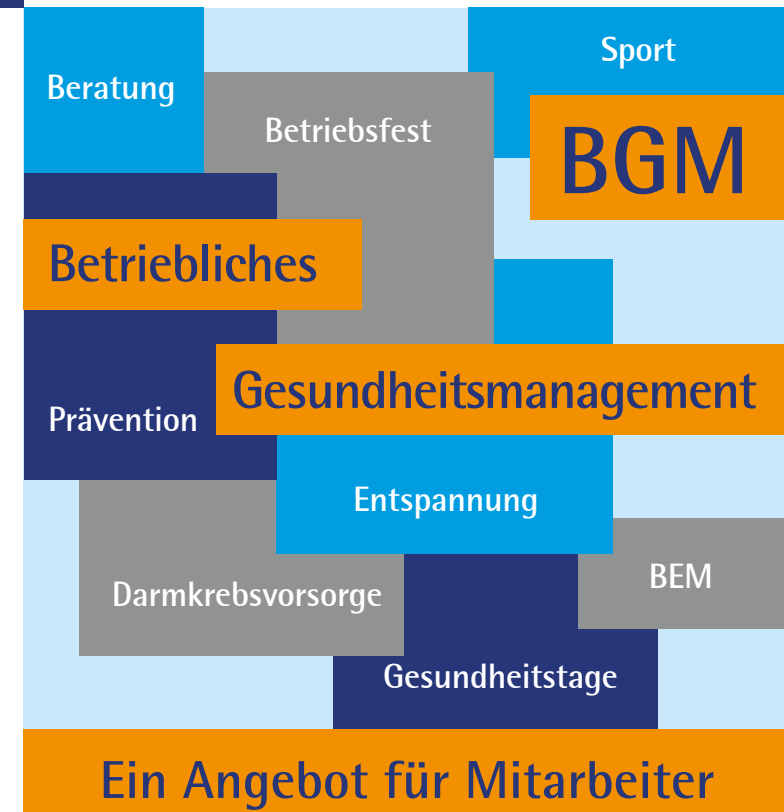 Sport
Beratung
Betriebsfest
BGM
Betriebliches
Gesundheitsmanagement
Prävention
Entspannung
BEM
Darmkrebsvorsorge
Gesundheitstage
Ein Angebot für Mitarbeiter